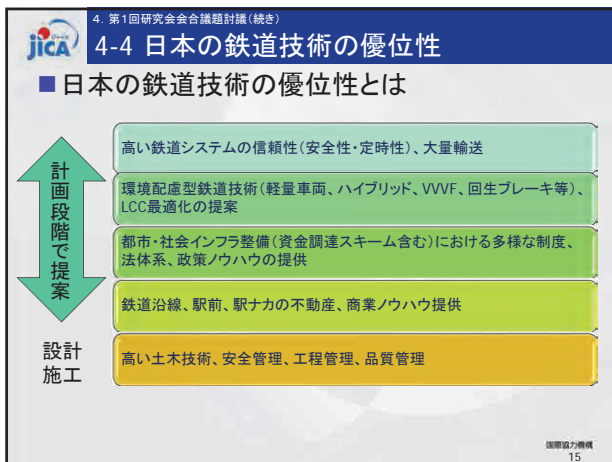 4. 第1回研究会会合議題討議(続き)
jICA
4-4 日本の鉄道技術の優位性
■日本の鉄道技術の優位性とは
計画段階で提案
高い鉄道システムの信頼性(安全性・定時性)、大量輸送
環境配慮型鉄道技術(軽量車両、ハイブリッド、VVVF、回生ブレーキ等)、
LCC最適化の提案
都市・社会インフラ整備(資金調達スキーム含む)における多様な制度、
法体系、政策ノウハウの提供
鉄道沿線、駅前、駅ナカの不動産、商業ノウハウ提供
設計
施工
高い土木技術、安全管理、工程管理、品質管理
国際協力機構
15